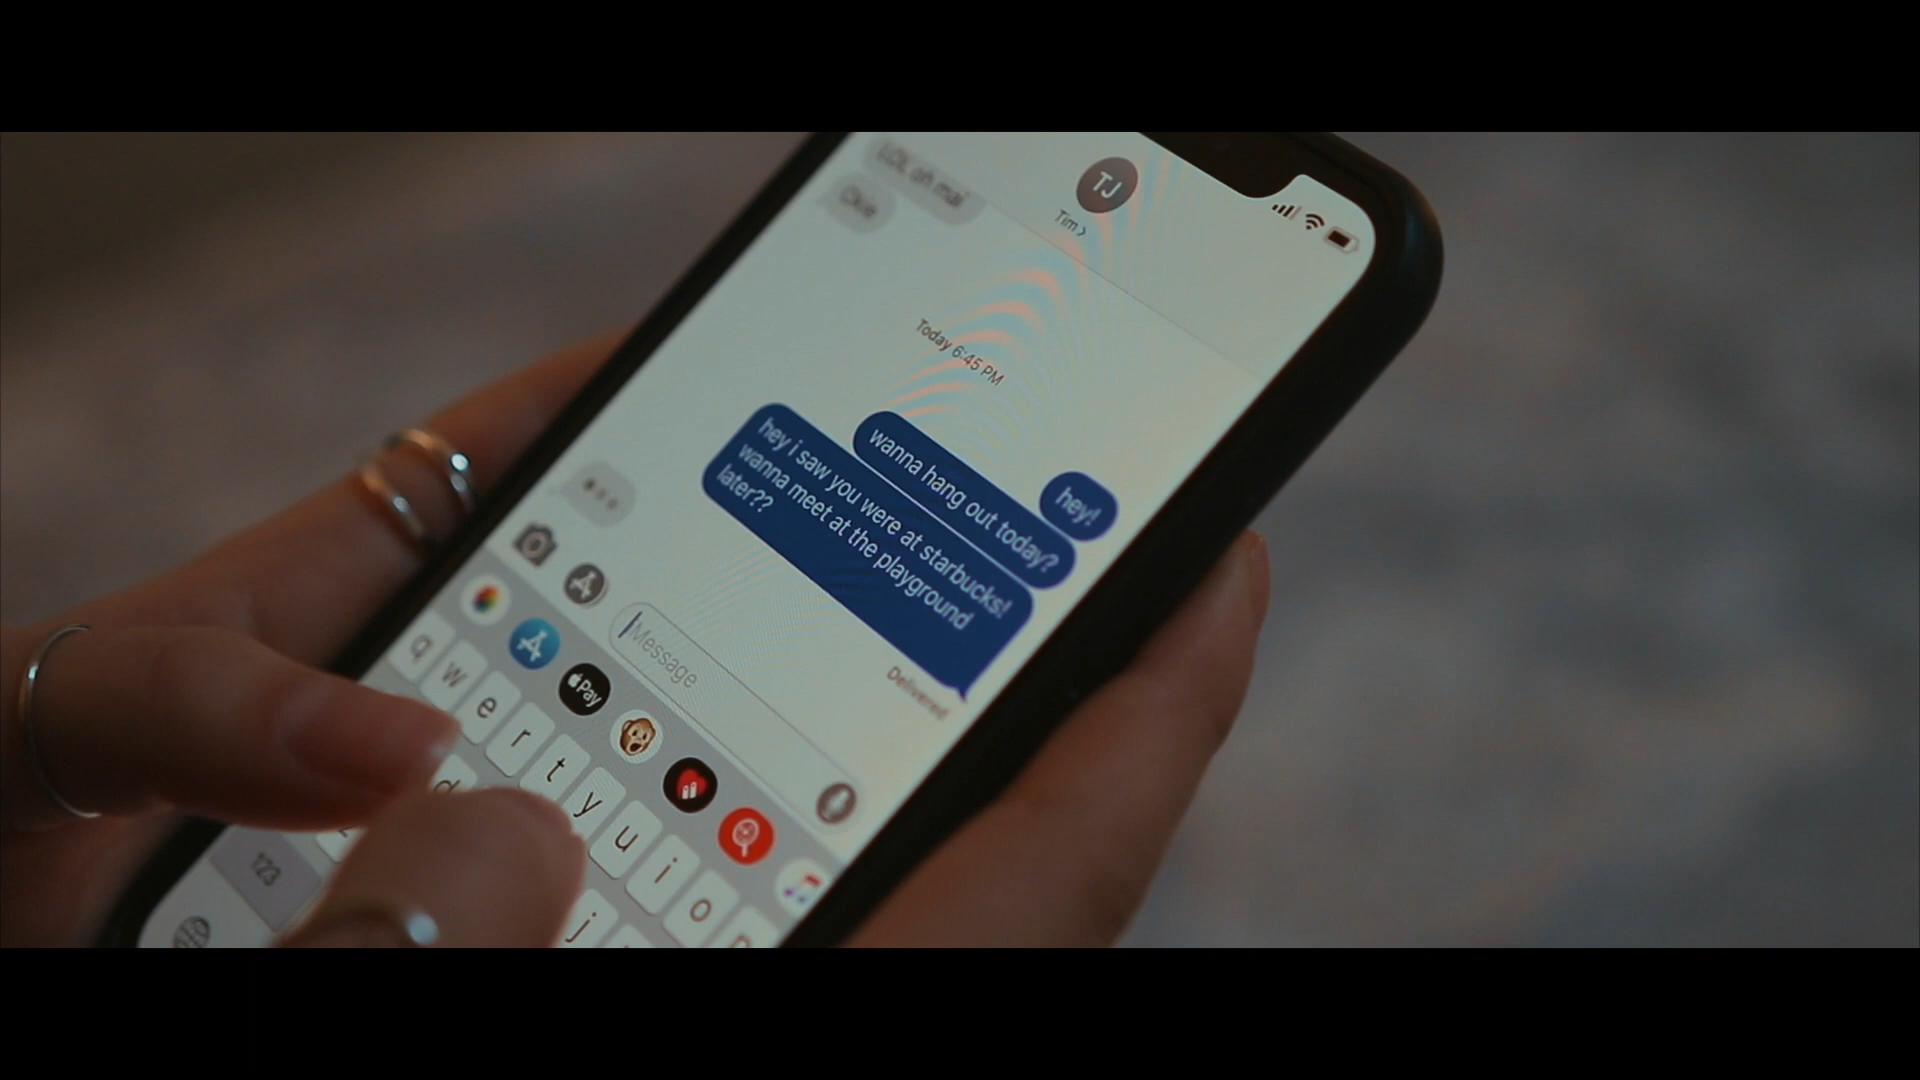 TJ
Tim >
LOL oh mai
Okie
Today 6:45 PM
hey!
wanna hang out today?
hey i saw you were at starbucks!
wanna meet at the playground
later??
Delivered
Message
Pay
q w e r t y u i o p
d j
z
123